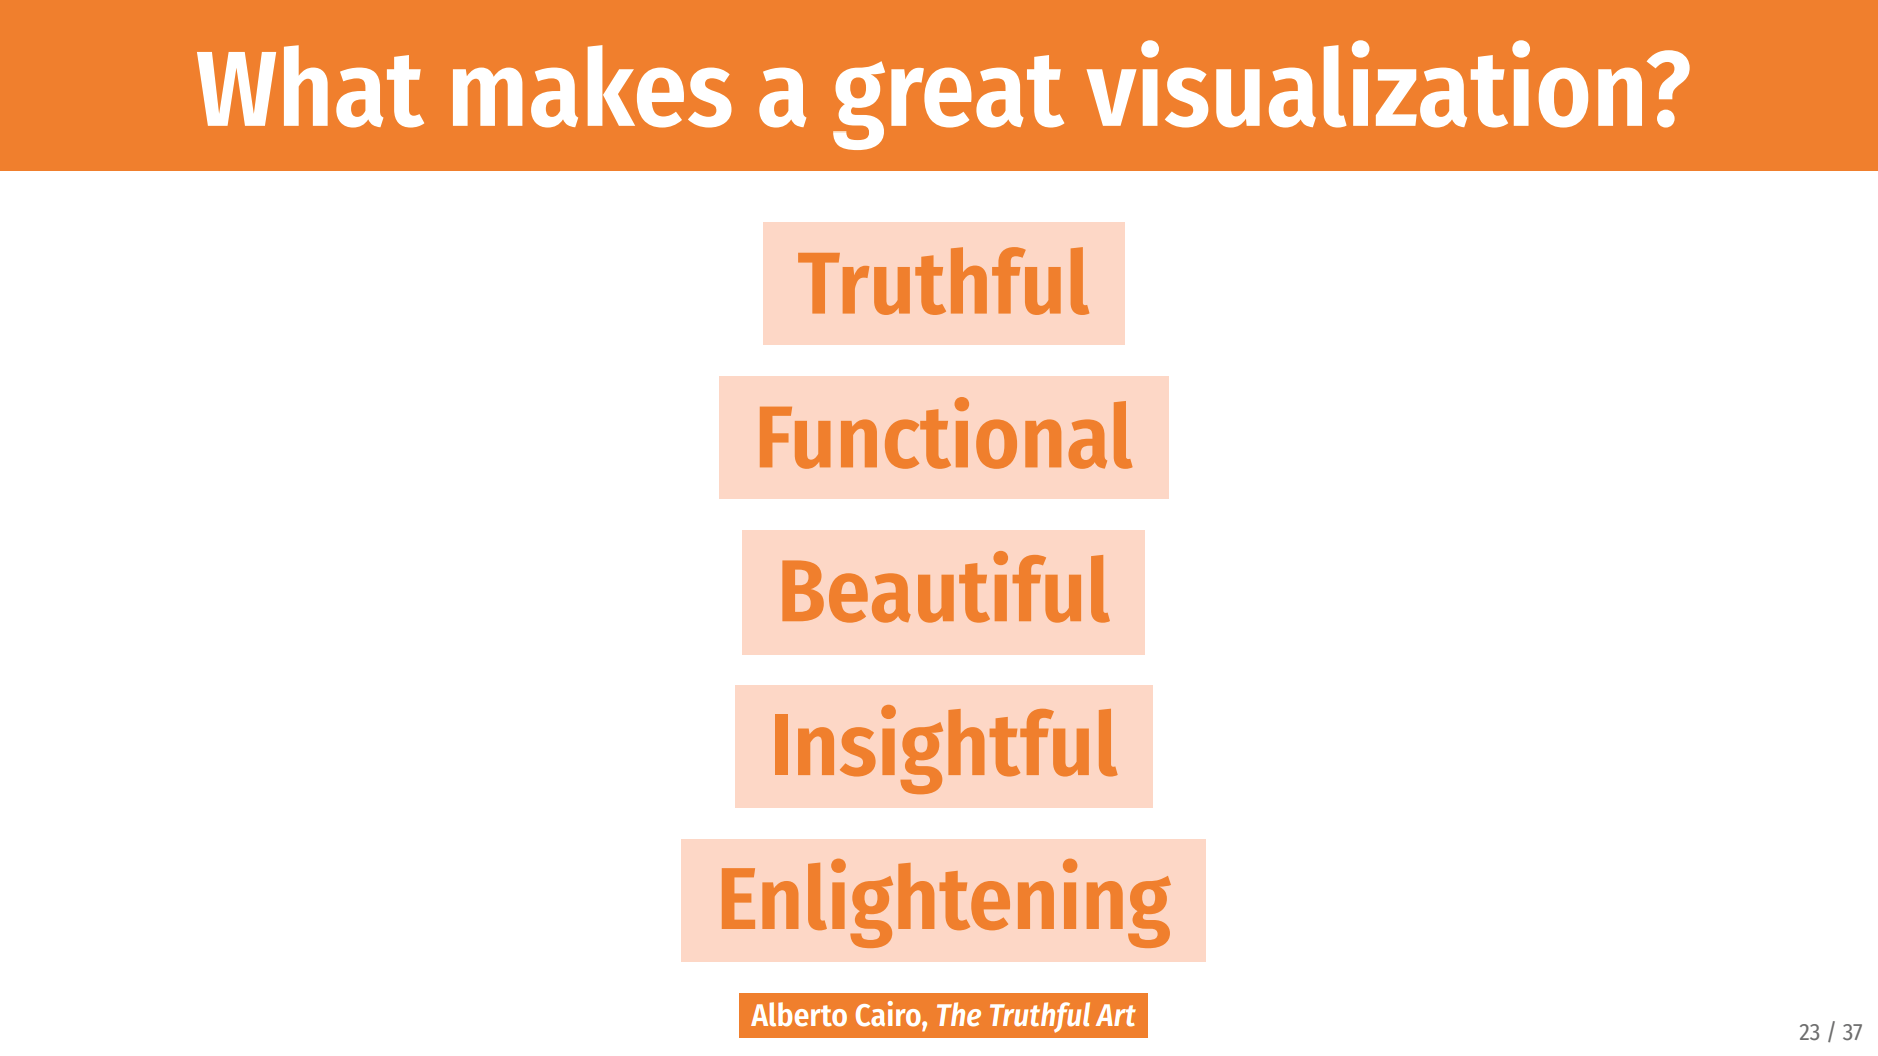 What makes a great visualization?
Truthful
Functional
Beautiful
Insightful
Enlightening
Alberto Cairo, The Truthful Art
23 / 37